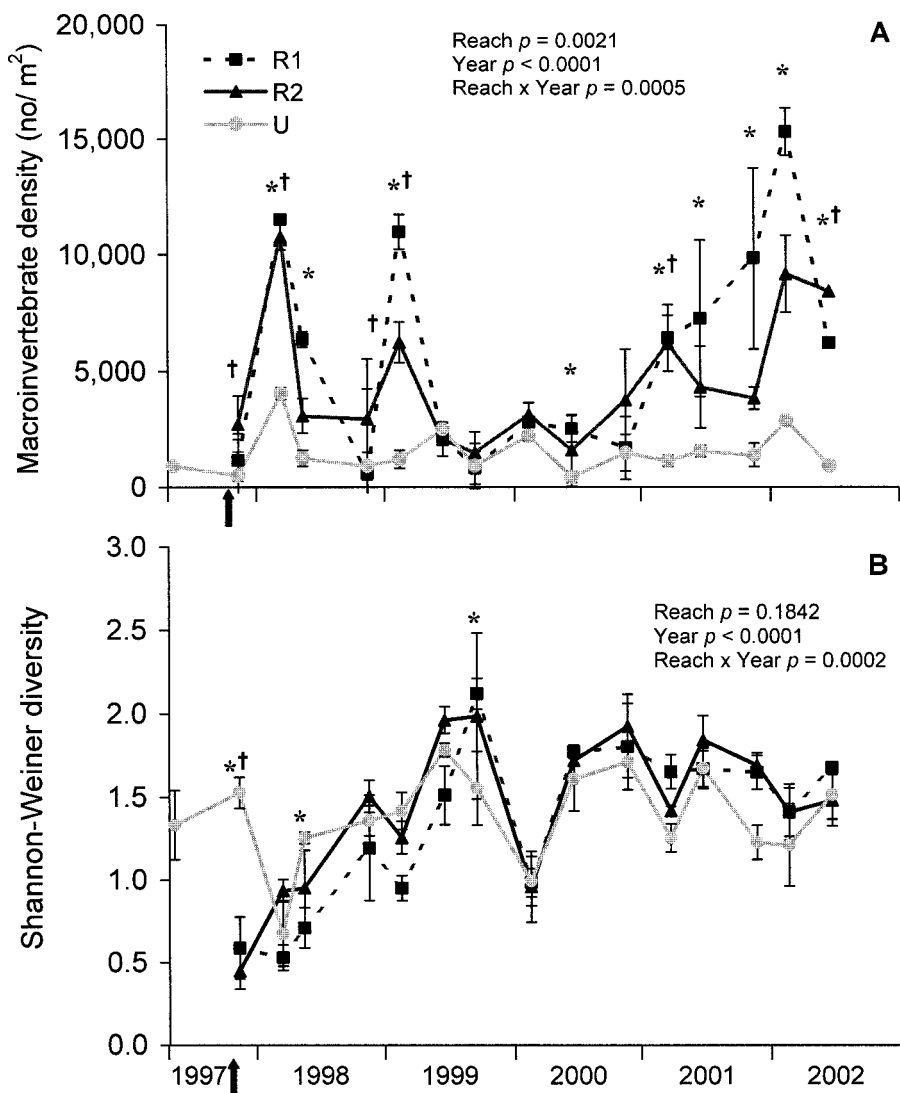 20,000
15,000
10,000
5,000
0
Macroinvertebrate density (no/ m²)
R1
R2
U
Reach p = 0.0021
Year p < 0.0001
Reach x Year p = 0.0005
A
†
*†
*
†
*†
*
*†
*
*
*
*†
3.0
2.5
2.0
1.5
1.0
0.5
0.0
Shannon-Weiner diversity
B
Reach p = 0.1842
Year p < 0.0001
Reach x Year p = 0.0002
*†
*
*
1997 1998 1999 2000 2001 2002